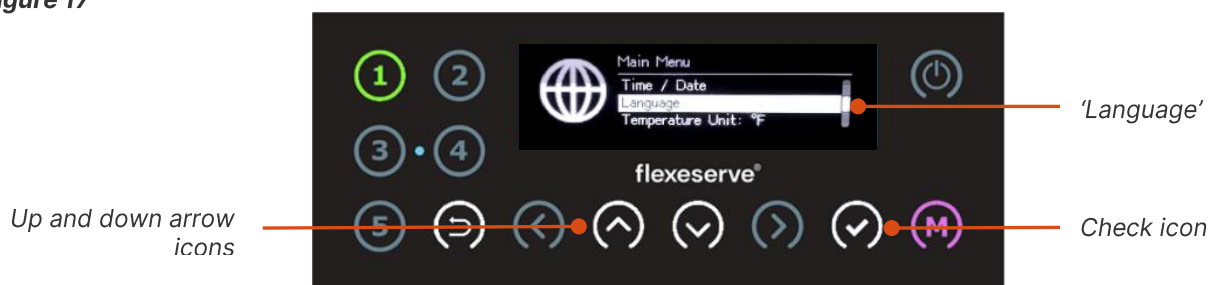 Figure 17
1 2
Main Menu
Time / Date
Language
Temperature Unit: °F
'Language'
3 4
flexeserve®
Up and down arrow
icons
5
M
Check icon